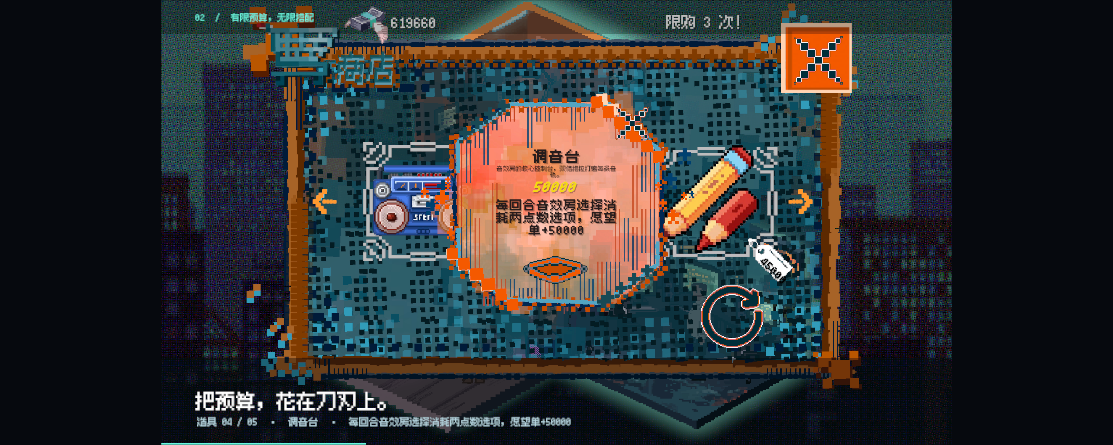 02 / 有限预算，无限搭配
619660
限购 3 次！
商店
调音台
50000
每回合音效房选择消
耗两点数选项，愿望
单+50000
4500
把预算，花在刀刃上。
道具 04 / 05 · 调音台 · 每回合音效房选择消耗两点数选项，愿望单+50000